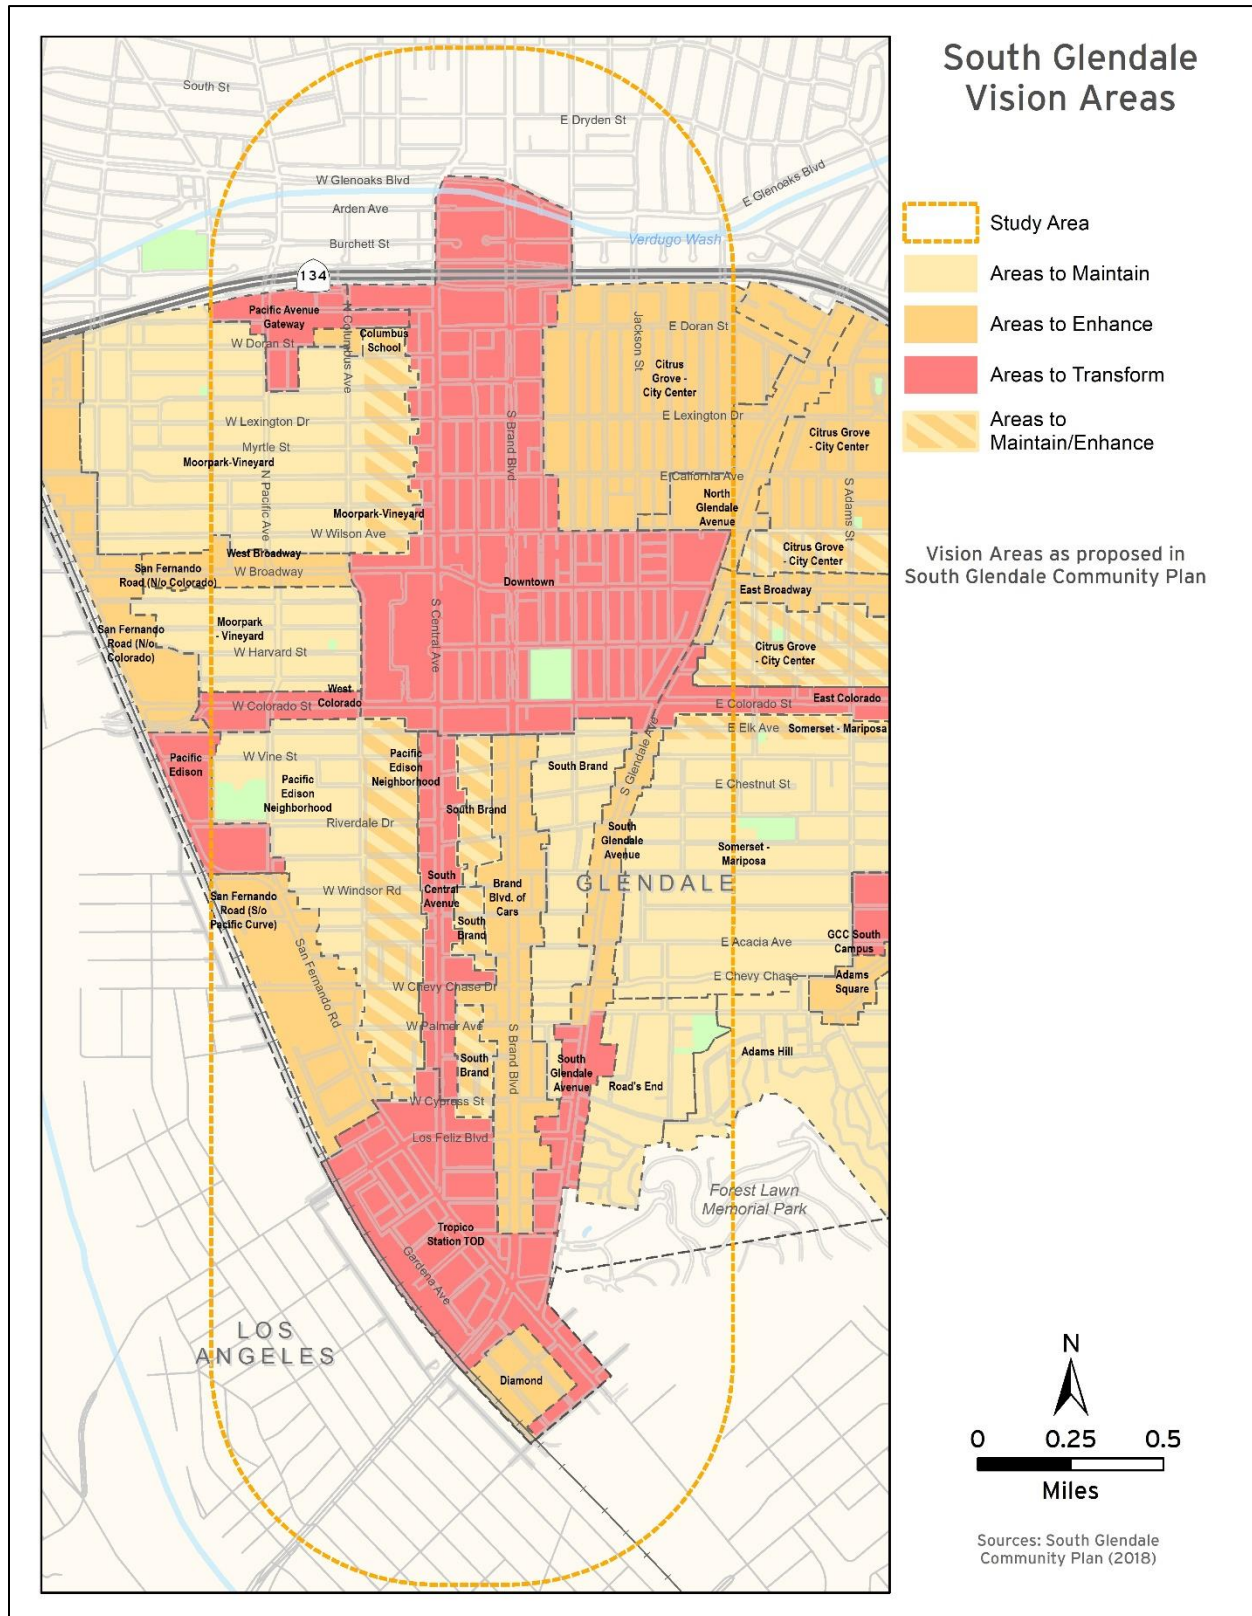 South Glendale
Vision Areas
Study Area
Areas to Maintain
Areas to Enhance
Areas to Transform
Areas to
Maintain/Enhance
Vision Areas as proposed in
South Glendale Community Plan
N
0 0.25 0.5
Miles
Sources: South Glendale
Community Plan (2018)
South St
E Dryden St
W Glenoaks Blvd
E Glenoaks Blvd
Arden Ave
Burchett St
Verdugo Wash
134
Pacific Avenue
Gateway
N Columbus Ave
Columbus
School
W Doran St
Jackson St
E Doran St
Citrus
Grove -
City Center
W Lexington Dr
E Lexington Dr
S Brand Blvd
Myrtle St
Moorpark-Vineyard
N Pacific Ave
Citrus Grove
- City Center
E California Ave
S Adams St
North
Glendale
Avenue
Moorpark-Vineyard
W Wilson Ave
West Broadway
W Broadway
San Fernando
Road (N/o Colorado)
Citrus Grove
- City Center
Downtown
East Broadway
S Central Ave
San Fernando
Road (N/o
Colorado)
Moorpark
- Vineyard
W Harvard St
Citrus Grove
- City Center
West
Colorado
W Colorado St
E Colorado St
East Colorado
E Elk Ave
Somerset - Mariposa
S Glendale Ave
Pacific
Edison
W Vine St
Pacific
Edison
Neighborhood
Pacific
Edison
Neighborhood
South Brand
South Brand
E Chestnut St
Riverdale Dr
South
Glendale
Avenue
Somerset -
Mariposa
GLENDALE
W Windsor Rd
South
Central
Avenue
Brand
Blvd. of
Cars
San Fernando
Road (S/o
Pacific Curve)
South
Brand
San Fernando Rd
E Acacia Ave
GCC South
Campus
E Chevy Chase
Adams
Square
W Chevy Chase Dr
W Palmer Ave
S Brand Blvd
South
Brand
South
Glendale
Avenue
Road's End
Adams Hill
W Cypress St
Los Feliz Blvd
Forest Lawn
Memorial Park
Tropico
Station TOD
Gardena Ave
LOS
ANGELES
Diamond